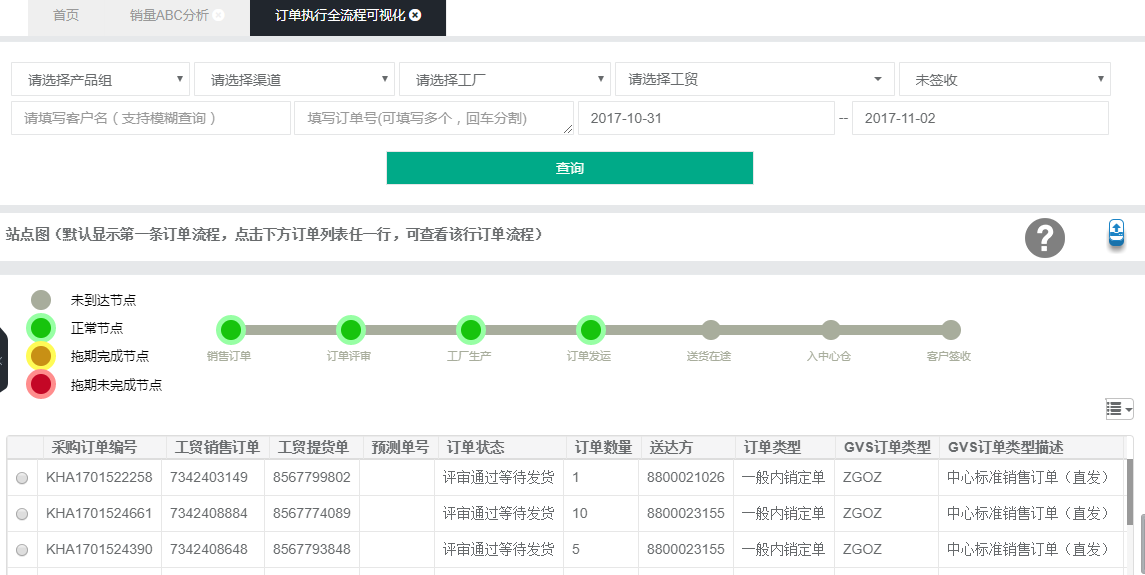 首页 销量ABC分析 订单执行全流程可视化
请选择产品组 请选择渠道 请选择工厂 请选择工贸 未签收
请填写客户名（支持模糊查询） 填写订单号(可填写多个，回车分割) 2017-10-31 -- 2017-11-02
查询
站点图（默认显示第一条订单流程，点击下方订单列表任一行，可查看该行订单流程）
?
未到达节点
正常节点
拖期完成节点
拖期未完成节点
销售订单 订单评审 工厂生产 订单发运 送货在途 入中心仓 客户签收
采购订单编号 工贸销售订单 工贸提货单 预测单号 订单状态 订单数量 送达方 订单类型 GVS订单类型 GVS订单类型描述
KHA1701522258 7342403149 8567799802 评审通过等待发货 1 8800021026 一般内销定单 ZGOZ 中心标准销售订单（直发）
KHA1701524661 7342408884 8567774089 评审通过等待发货 10 8800023155 一般内销定单 ZGOZ 中心标准销售订单（直发）
KHA1701524390 7342408648 8567793848 评审通过等待发货 5 8800023155 一般内销定单 ZGOZ 中心标准销售订单（直发）